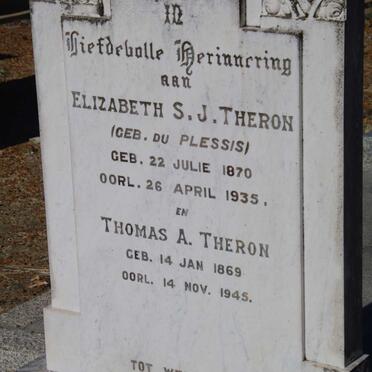 In
Liefdevolle Herinnering
aan
ELIZABETH S. J. THERON
(GEB. DU PLESSIS)
GEB. 22 JULIE 1870
OORL. 26 APRIL 1935.
EN
THOMAS A. THERON
GEB. 14 JAN 1869
OORL. 14 NOV. 1945.
TOT